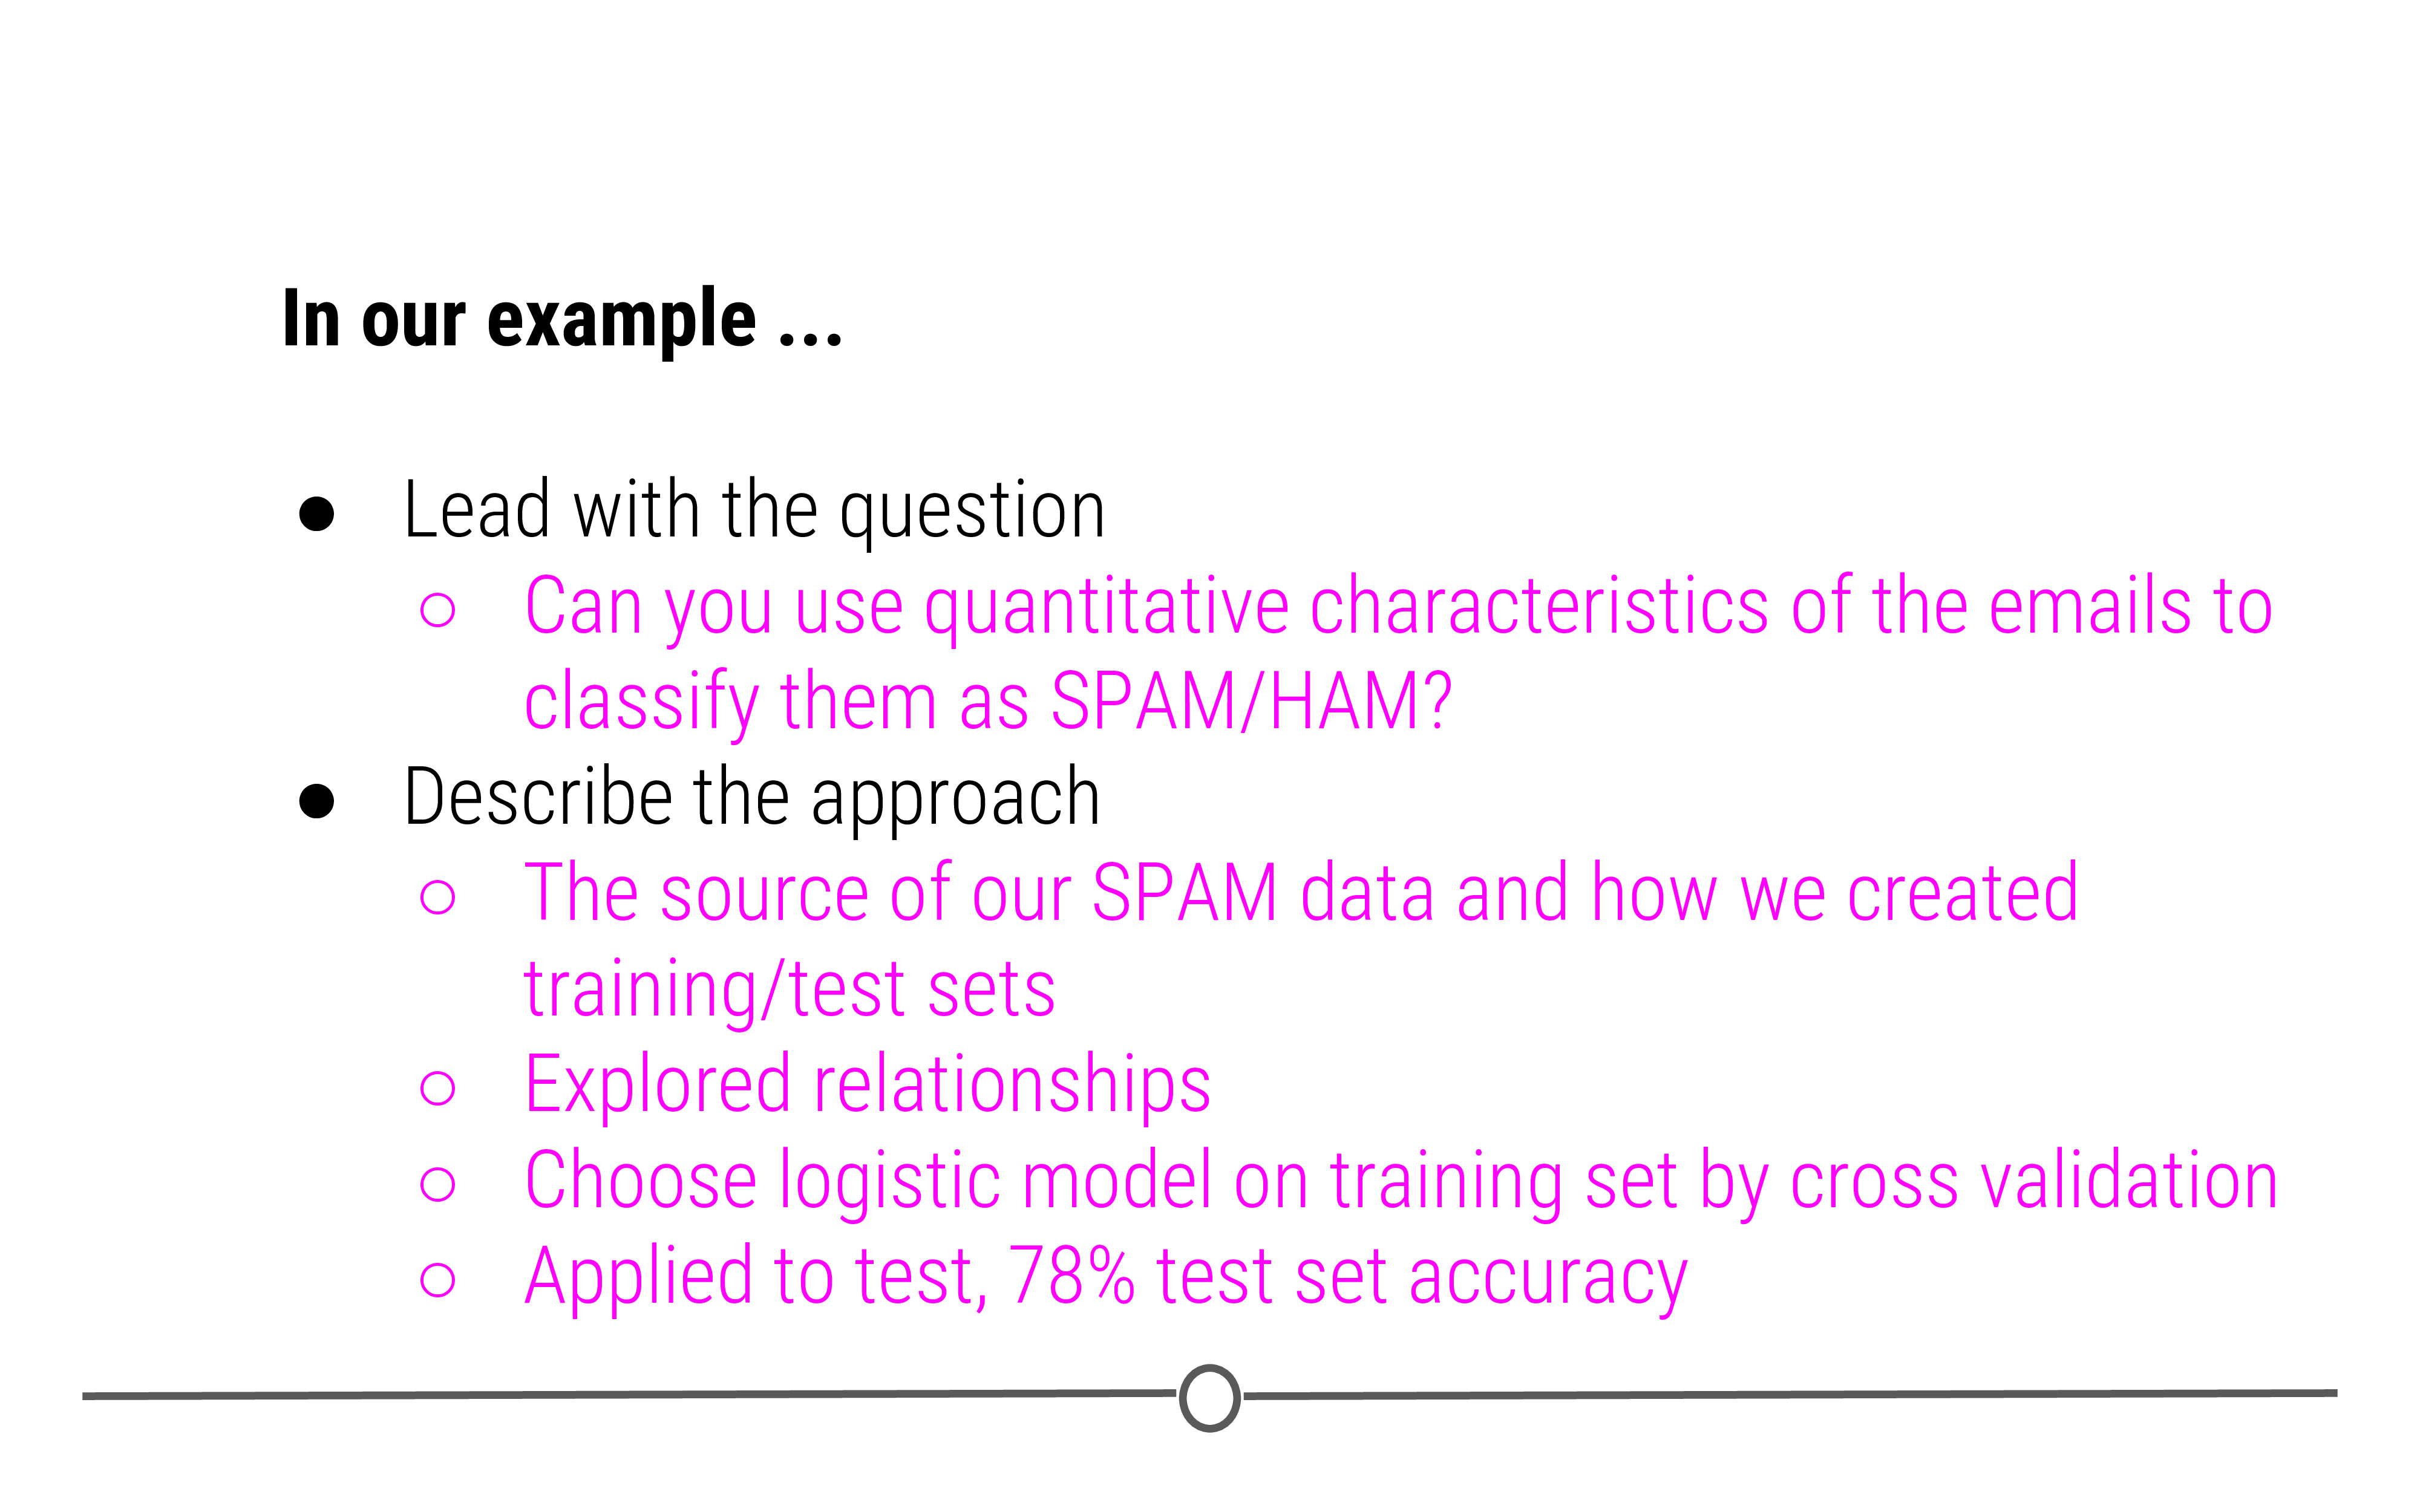 In our example ...
● Lead with the question
○ Can you use quantitative characteristics of the emails to
classify them as SPAM/HAM?
● Describe the approach
○ The source of our SPAM data and how we created
training/test sets
○ Explored relationships
○ Choose logistic model on training set by cross validation
○ Applied to test, 78% test set accuracy